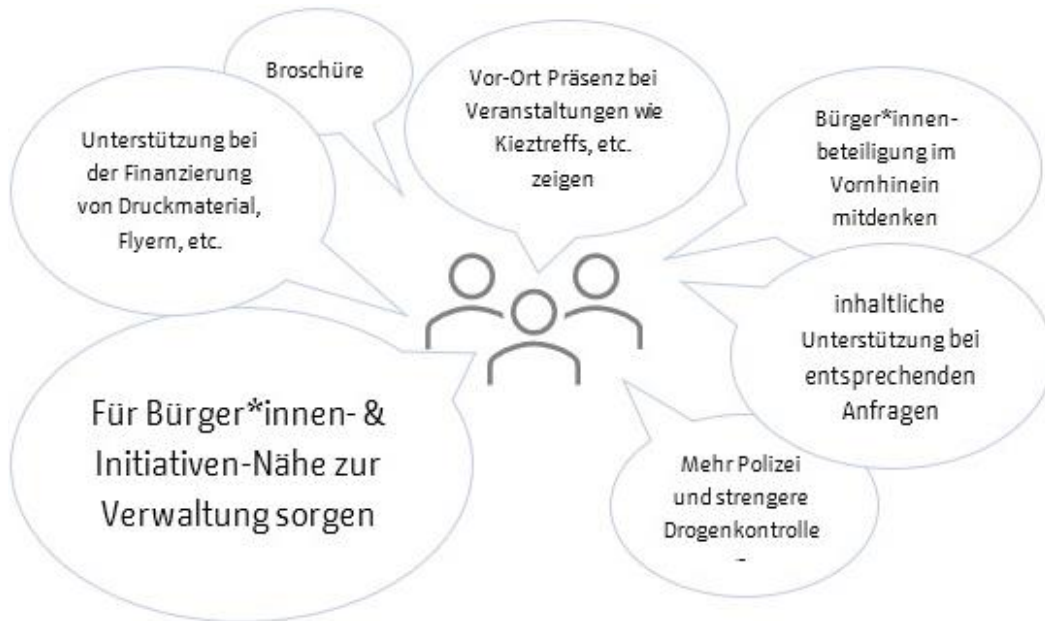 Broschüre
Unterstützung bei
der Finanzierung
von Druckmaterial,
Flyern, etc.
Vor-Ort Präsenz bei
Veranstaltungen wie
Kieztreffs, etc.
zeigen
Bürger*innen-
beteiligung im
Vornhinein
mitdenken
inhaltliche
Unterstützung bei
entsprechenden
Anfragen
Für Bürger*innen- &
Initiativen-Nähe zur
Verwaltung sorgen
Mehr Polizei
und strengere
Drogenkontrolle